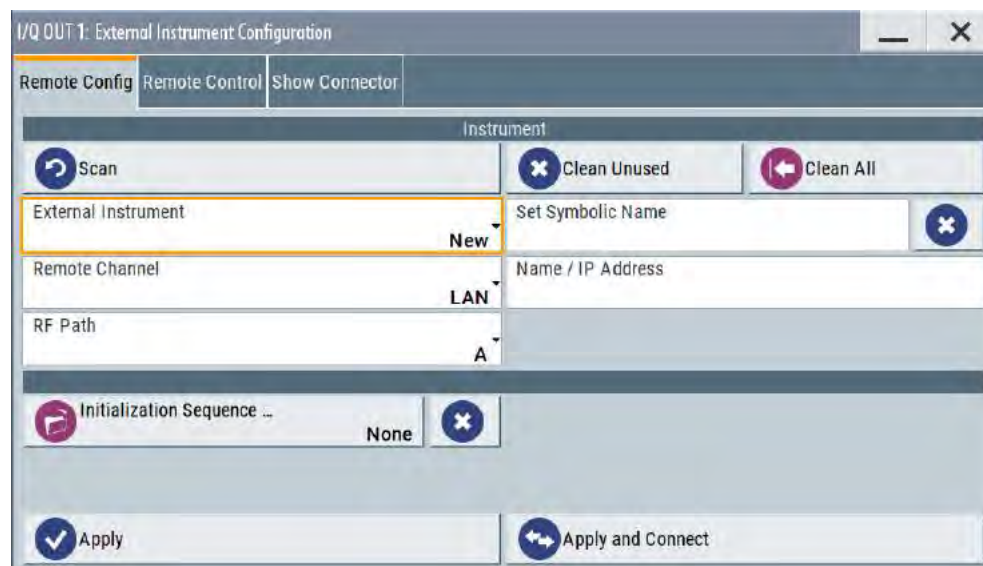 I/Q OUT 1: External Instrument Configuration
Remote Config Remote Control Show Connector
Instrument
Scan
Clean Unused
Clean All
External Instrument
New
Set Symbolic Name
Remote Channel
LAN
Name / IP Address
RF Path
A
Initialization Sequence ...
None
Apply
Apply and Connect